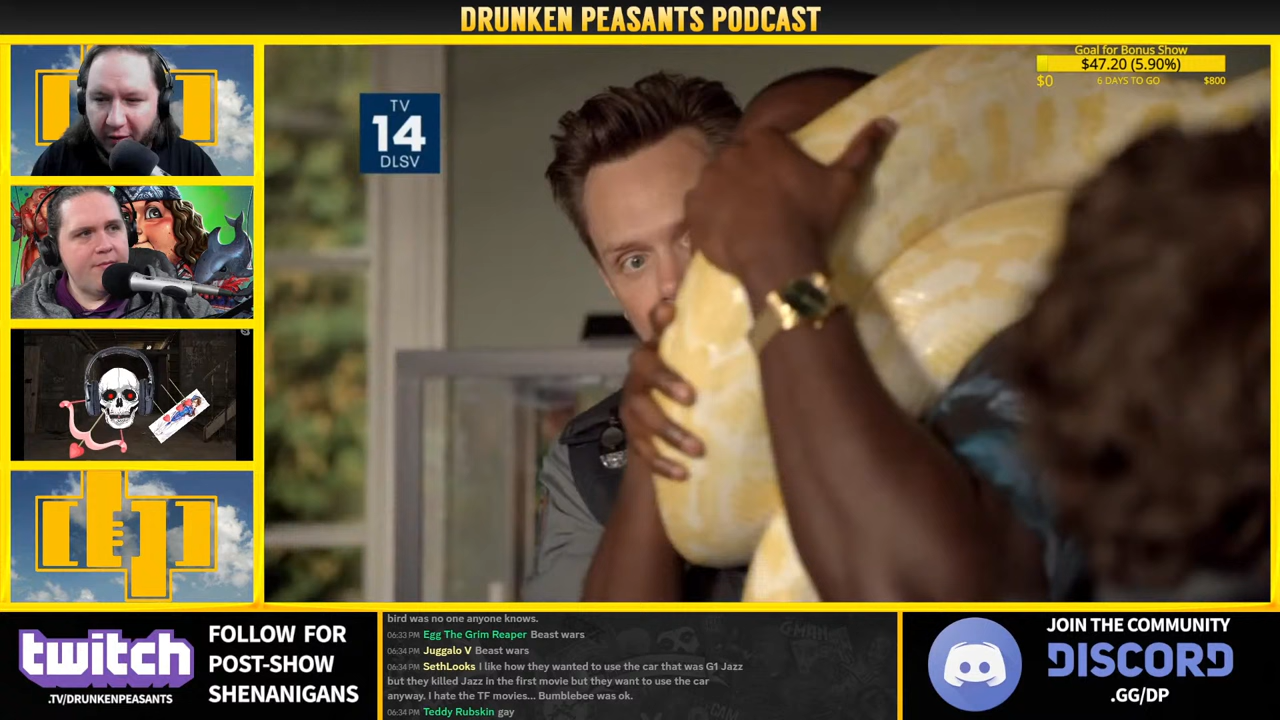 DRUNKEN PEASANTS PODCAST
Goal for Bonus Show
$47.20 (5.90%)
$0 6 DAYS TO GO $800
TV
14
DLSV
twitch
.TV/DRUNKENPEASANTS
FOLLOW FOR
POST-SHOW
SHENANIGANS
bird was no one anyone knows.
06:33 PM Egg The Grim Reaper Beast wars
06:34 PM Juggalo V Beast wars
06:34 PM SethLooks I like how they wanted to use the car that was G1 Jazz
but they killed Jazz in the first movie but they want to use the car
anyway. I hate the TF movies... Bumblebee was ok.
06:34 PM Teddy Rubskin gay
JOIN THE COMMUNITY
DISCORD
.GG/DP